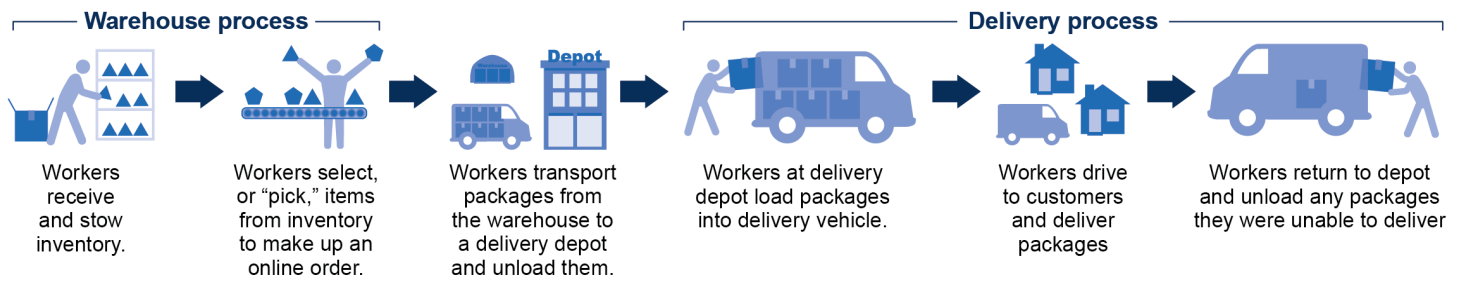 Warehouse process
Delivery process
Workers
receive
and stow
inventory.
Workers select,
or “pick,” items
from inventory
to make up an
online order.
Warehouse
Depot
Workers transport
packages from
the warehouse to
a delivery depot
and unload them.
Workers at delivery
depot load packages
into delivery vehicle.
Workers drive
to customers
and deliver
packages
Workers return to depot
and unload any packages
they were unable to deliver